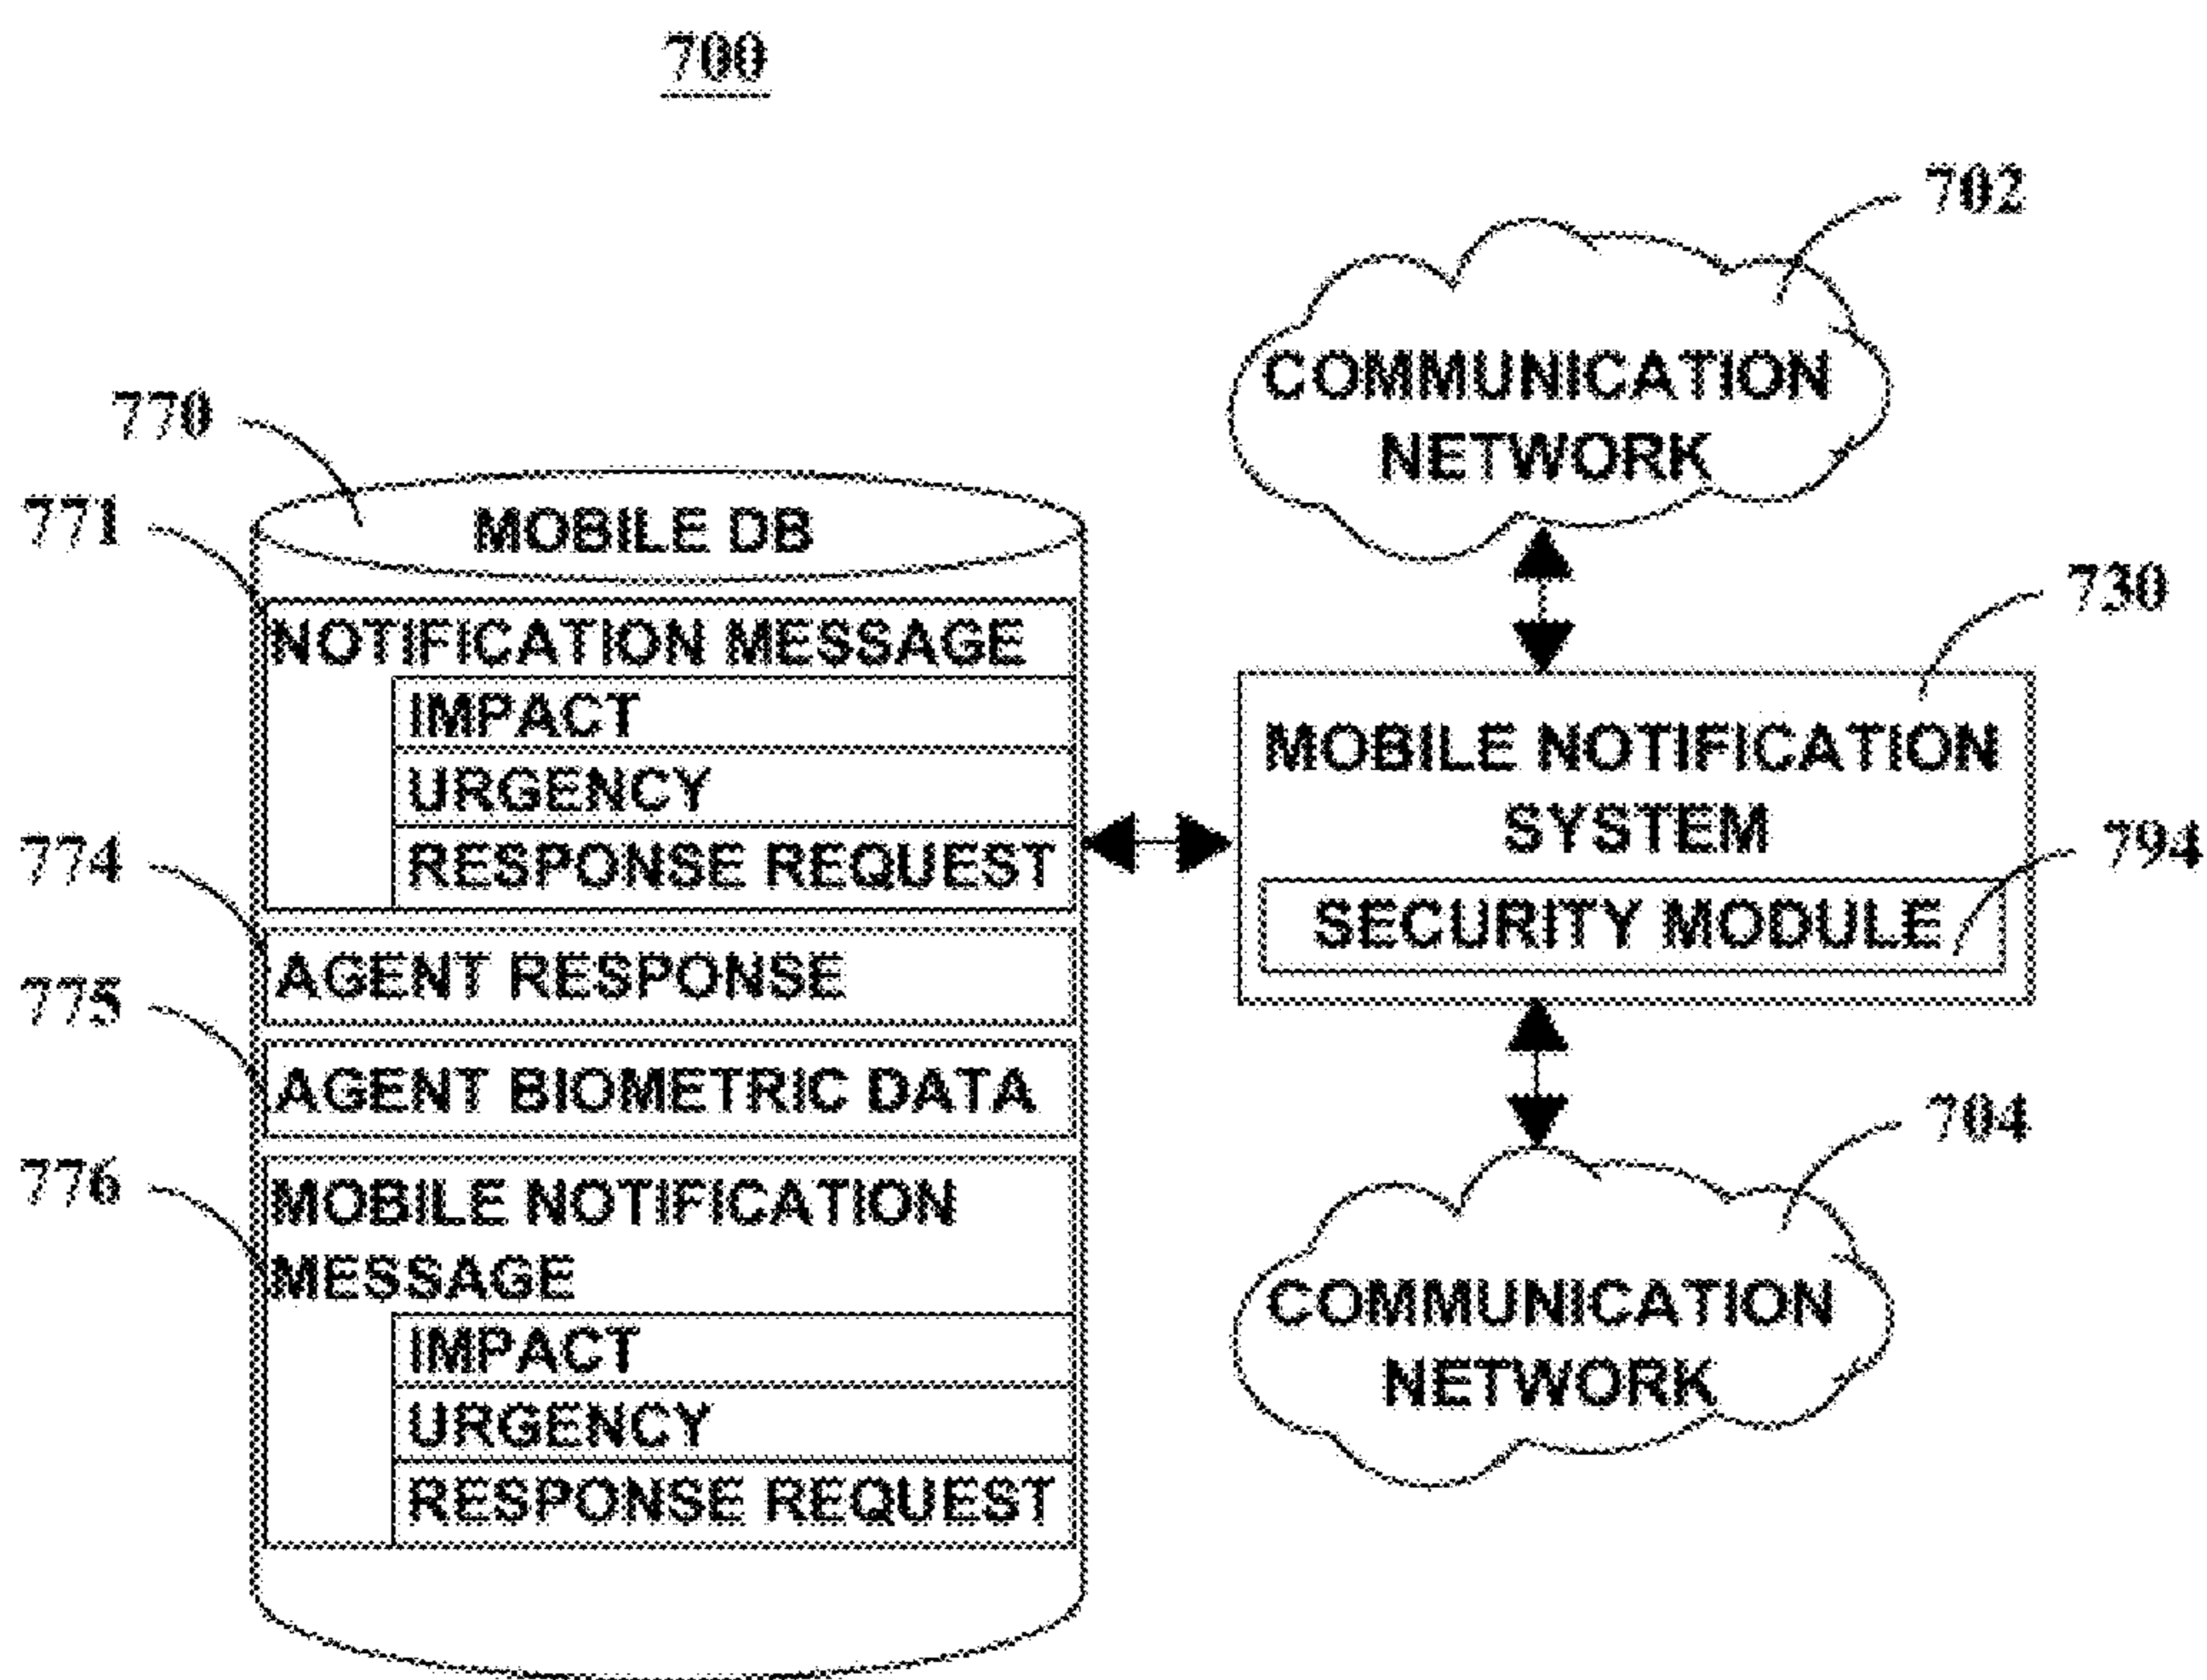 700
702
COMMUNICATION
NETWORK
770
MOBILE DB
771
NOTIFICATION MESSAGE
IMPACT
URGENCY
RESPONSE REQUEST
730
MOBILE NOTIFICATION
SYSTEM
794
SECURITY MODULE
774
AGENT RESPONSE
775
AGENT BIOMETRIC DATA
776
MOBILE NOTIFICATION
MESSAGE
IMPACT
URGENCY
RESPONSE REQUEST
704
COMMUNICATION
NETWORK